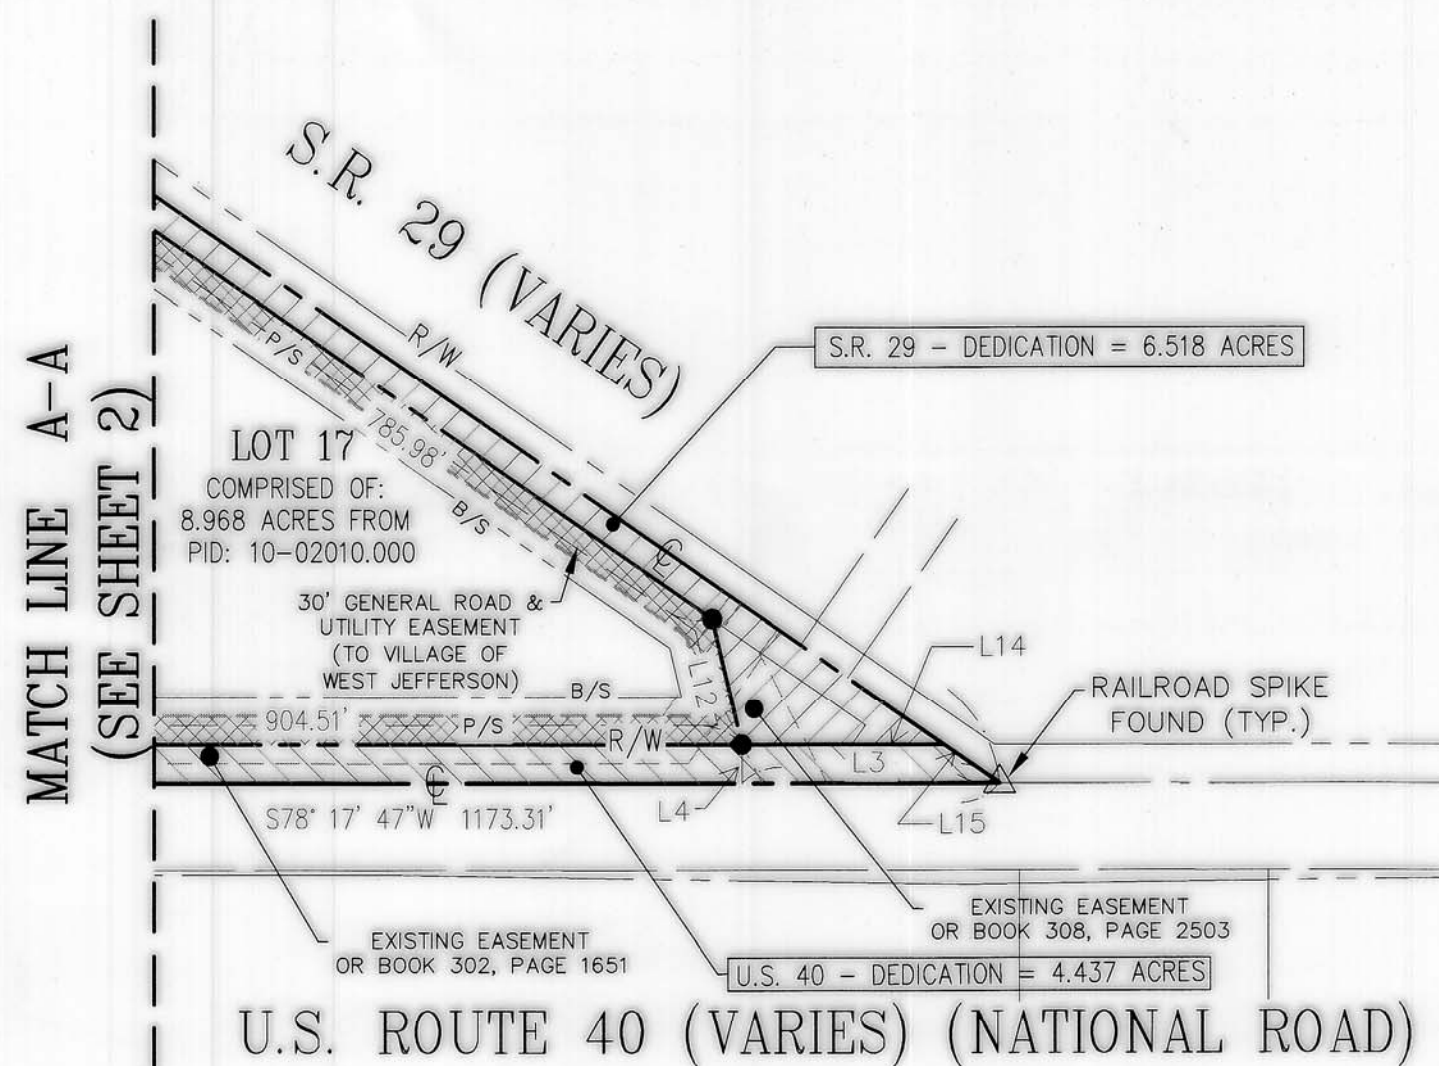 S.R. 29 (VARIES)
R/W
S.R. 29 - DEDICATION = 6.518 ACRES
MATCH LINE A-A
(SEE SHEET 2)
P/S
785.98'
LOT 17
COMPRISED OF:
8.968 ACRES FROM
PID: 10-02010.000
B/S
℄
30' GENERAL ROAD &
UTILITY EASEMENT
(TO VILLAGE OF
WEST JEFFERSON)
B/S
L12
L14
RAILROAD SPIKE
FOUND (TYP.)
904.51'
P/S
R/W
L3
℄
S78° 17' 47"W 1173.31'
L4
L15
EXISTING EASEMENT
OR BOOK 308, PAGE 2503
EXISTING EASEMENT
OR BOOK 302, PAGE 1651
U.S. 40 - DEDICATION = 4.437 ACRES
U.S. ROUTE 40 (VARIES) (NATIONAL ROAD)